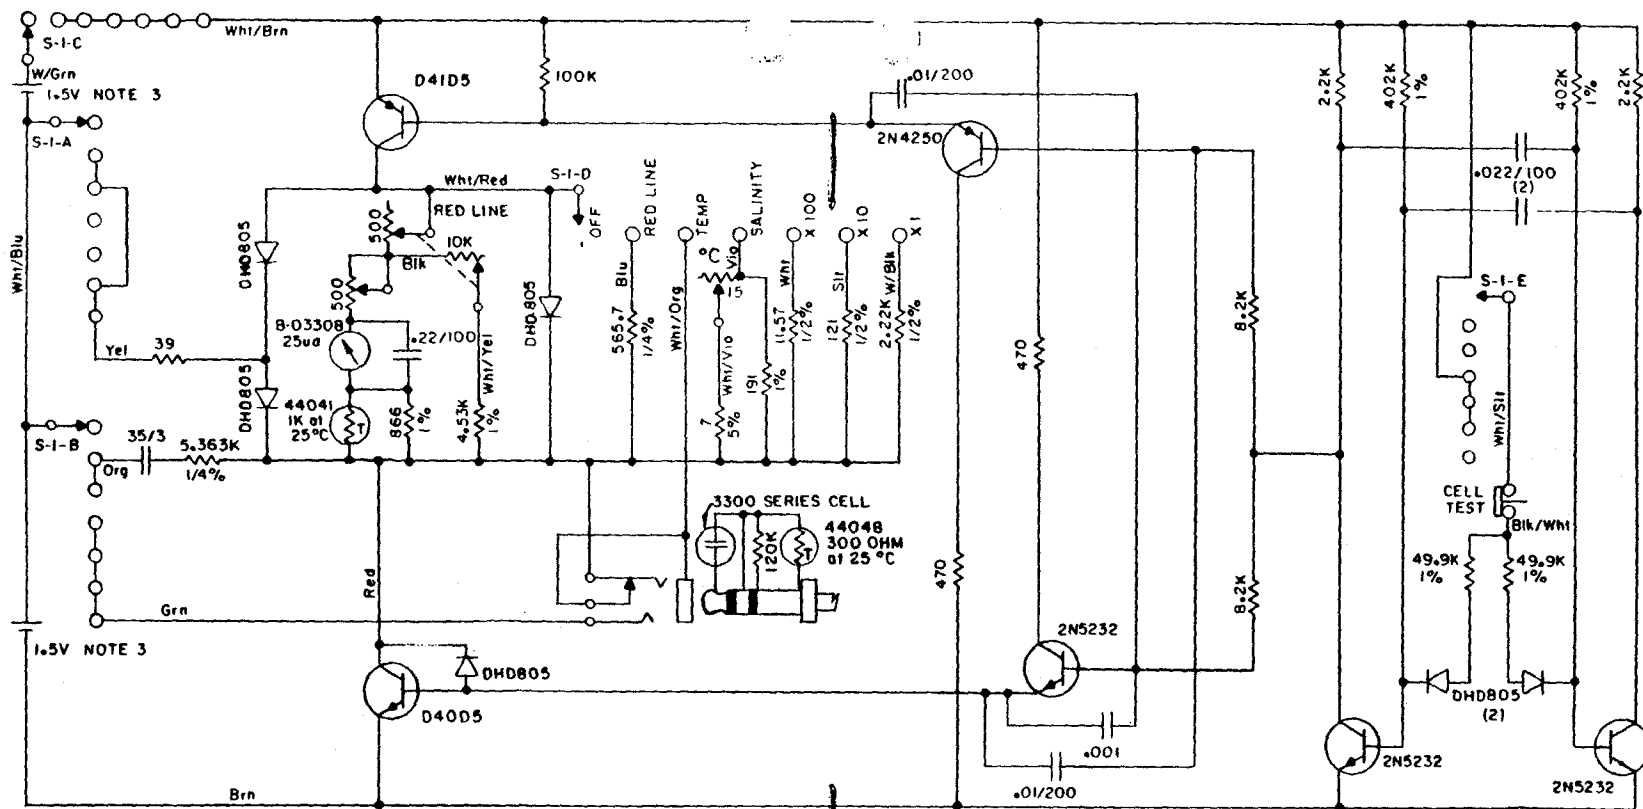 S-1-C
Wht/Brn
W/Grn
1.5V NOTE 3
S-1-A
D41D5
100K
.01/200
2N4250
2.2K
402K
1%
402K
1%
2.2K
.022/100
(2)
Wht/Red
S-1-D
OFF
RED LINE
TEMP
SALINITY
X 100
X 10
X 1
500
RED LINE
10K
Blk
DHD805
Wht/Blu
500
B-03308
25ua
.22/100
Wht/Yel
DHD805
Blu
565.7
1/4%
Wht/Org
°C
Vio
15
Wht/Vio
7
5%
191
1%
Wht
11.57
1/2%
Slt
121
1/2%
W/Blk
2.22K
1/2%
8.2K
S-1-E
470
Yel
39
DHD805
44041
1K at
25°C
T
866
1%
4.53K
1%
Wht/Slt
S-1-B
Org
35/3
5.363K
1/4%
CELL
TEST
Blk/Wht
3300 SERIES CELL
120K
T
44048
300 OHM
at 25 °C
470
8.2K
49.9K
1%
49.9K
1%
Red
Grn
1.5V NOTE 3
DHD805
D40D5
2N5232
DHD805
(2)
.001
.01/200
2N5232
2N5232
Brn